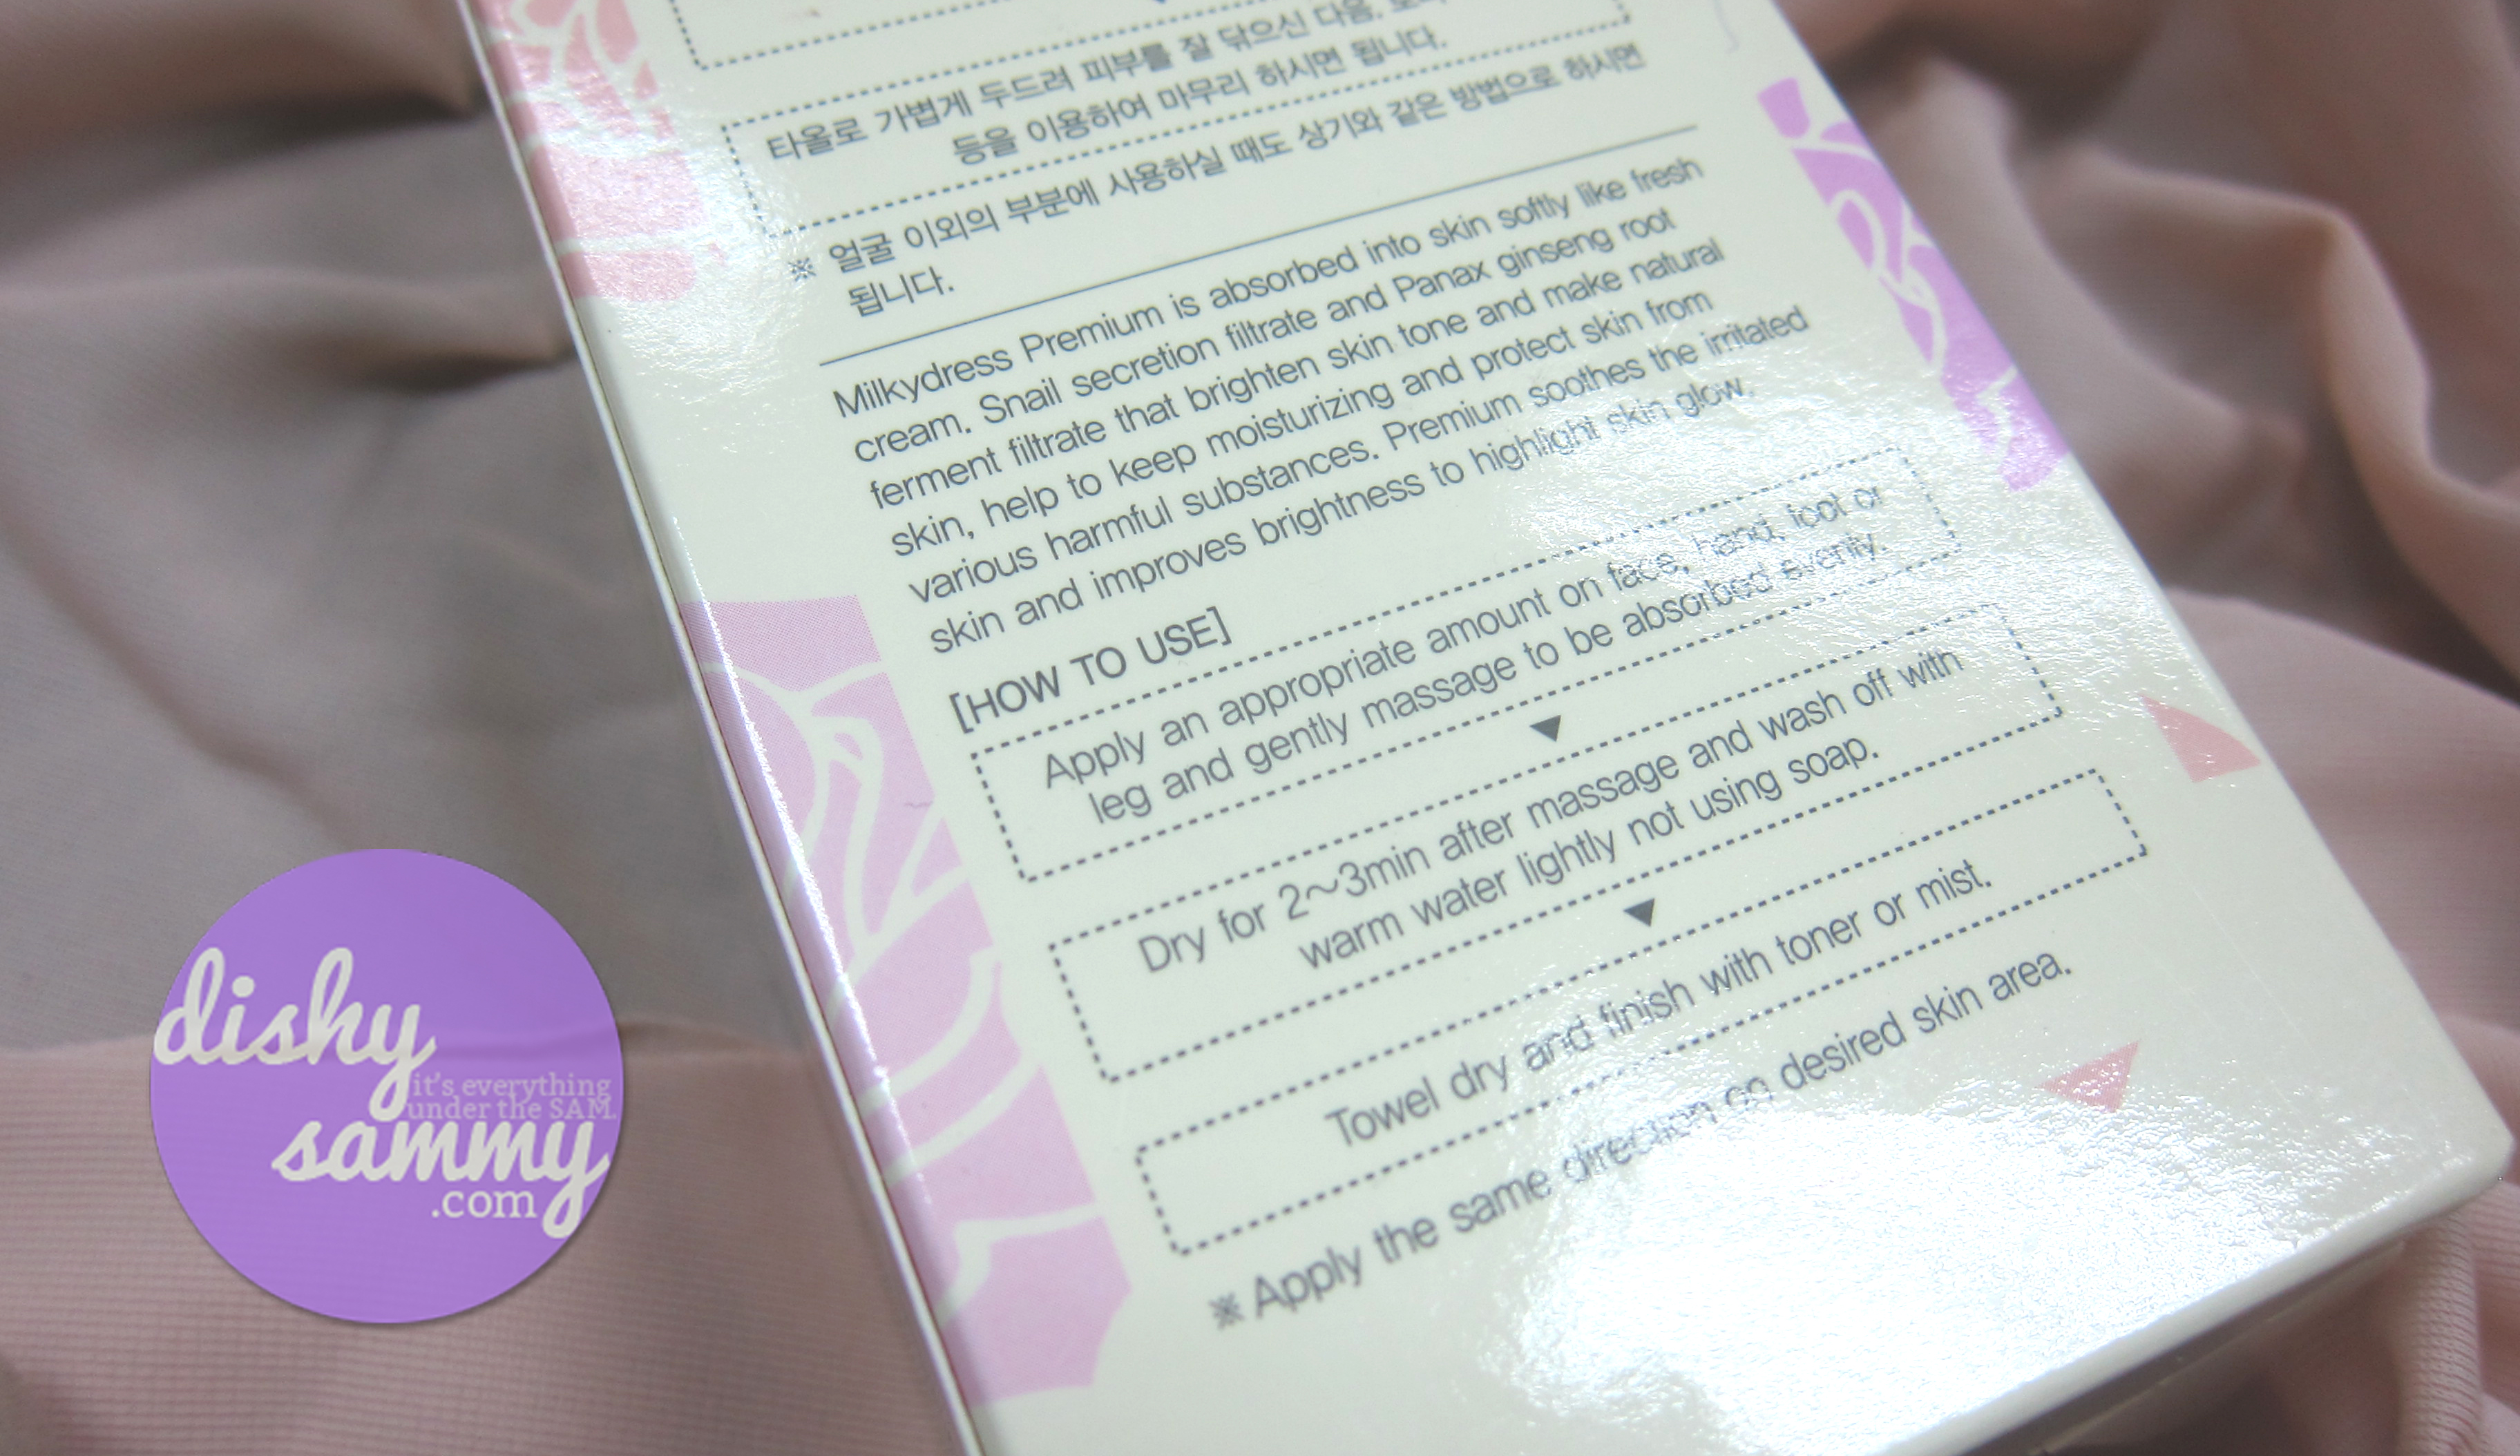 타올로 가볍게 두드려 피부를 잘 닦으신 다음,
등을 이용하여 마무리 하시면 됩니다.
※ 얼굴 이외의 부분에 사용하실 때도 상기와 같은 방법으로 하시면
됩니다.
Milkydress Premium is absorbed into skin softly like fresh
cream. Snail secretion filtrate and Panax ginseng root
ferment filtrate that brighten skin tone and make natural
skin, help to keep moisturizing and protect skin from
various harmful substances. Premium soothes the irritated
skin and improves brightness to highlight skin glow.
[HOW TO USE]
Apply an appropriate amount on face, hand, foot or
leg and gently massage to be absorbed evenly.
▼
Dry for 2~3min after massage and wash off with
warm water lightly not using soap.
▼
Towel dry and finish with toner or mist.
※ Apply the same direction on desired skin area.
dishy
it's everything
under the SAM.
sammy
.com